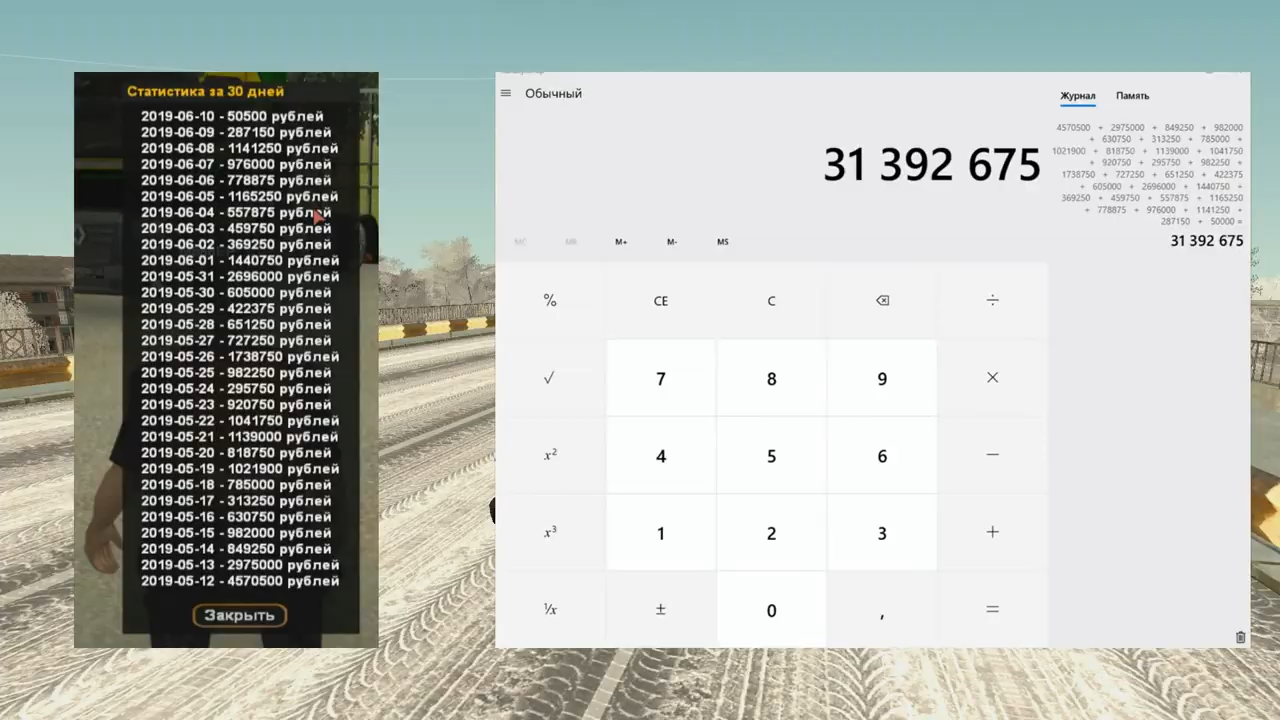 Статистика за 30 дней
2019-06-10 - 50500 рублей
2019-06-09 - 287150 рублей
2019-06-08 - 1141250 рублей
2019-06-07 - 976000 рублей
2019-06-06 - 778875 рублей
2019-06-05 - 1165250 рублей
2019-06-04 - 557875 рублей
2019-06-03 - 459750 рублей
2019-06-02 - 369250 рублей
2019-06-01 - 1440750 рублей
2019-05-31 - 2696000 рублей
2019-05-30 - 605000 рублей
2019-05-29 - 422375 рублей
2019-05-28 - 651250 рублей
2019-05-27 - 727250 рублей
2019-05-26 - 1738750 рублей
2019-05-25 - 982250 рублей
2019-05-24 - 295750 рублей
2019-05-23 - 920750 рублей
2019-05-22 - 1041750 рублей
2019-05-21 - 1139000 рублей
2019-05-20 - 818750 рублей
2019-05-19 - 1021900 рублей
2019-05-18 - 785000 рублей
2019-05-17 - 313250 рублей
2019-05-16 - 630750 рублей
2019-05-15 - 982000 рублей
2019-05-14 - 849250 рублей
2019-05-13 - 2975000 рублей
2019-05-12 - 4570500 рублей
Закрыть
Обычный
31 392 675
MC MR M+ M- MS
% CE C ⌫ ÷
√ 7 8 9 ×
x² 4 5 6 −
x³ 1 2 3 +
¹/x ± 0 , =
Журнал Память
4570500 + 2975000 + 849250 + 982000
+ 630750 + 313250 + 785000 +
1021900 + 818750 + 1139000 + 1041750
+ 920750 + 295750 + 982250 +
1738750 + 727250 + 651250 + 422375
+ 605000 + 2696000 + 1440750 +
369250 + 459750 + 557875 + 1165250
+ 778875 + 976000 + 1141250 +
287150 + 50000 =
31 392 675